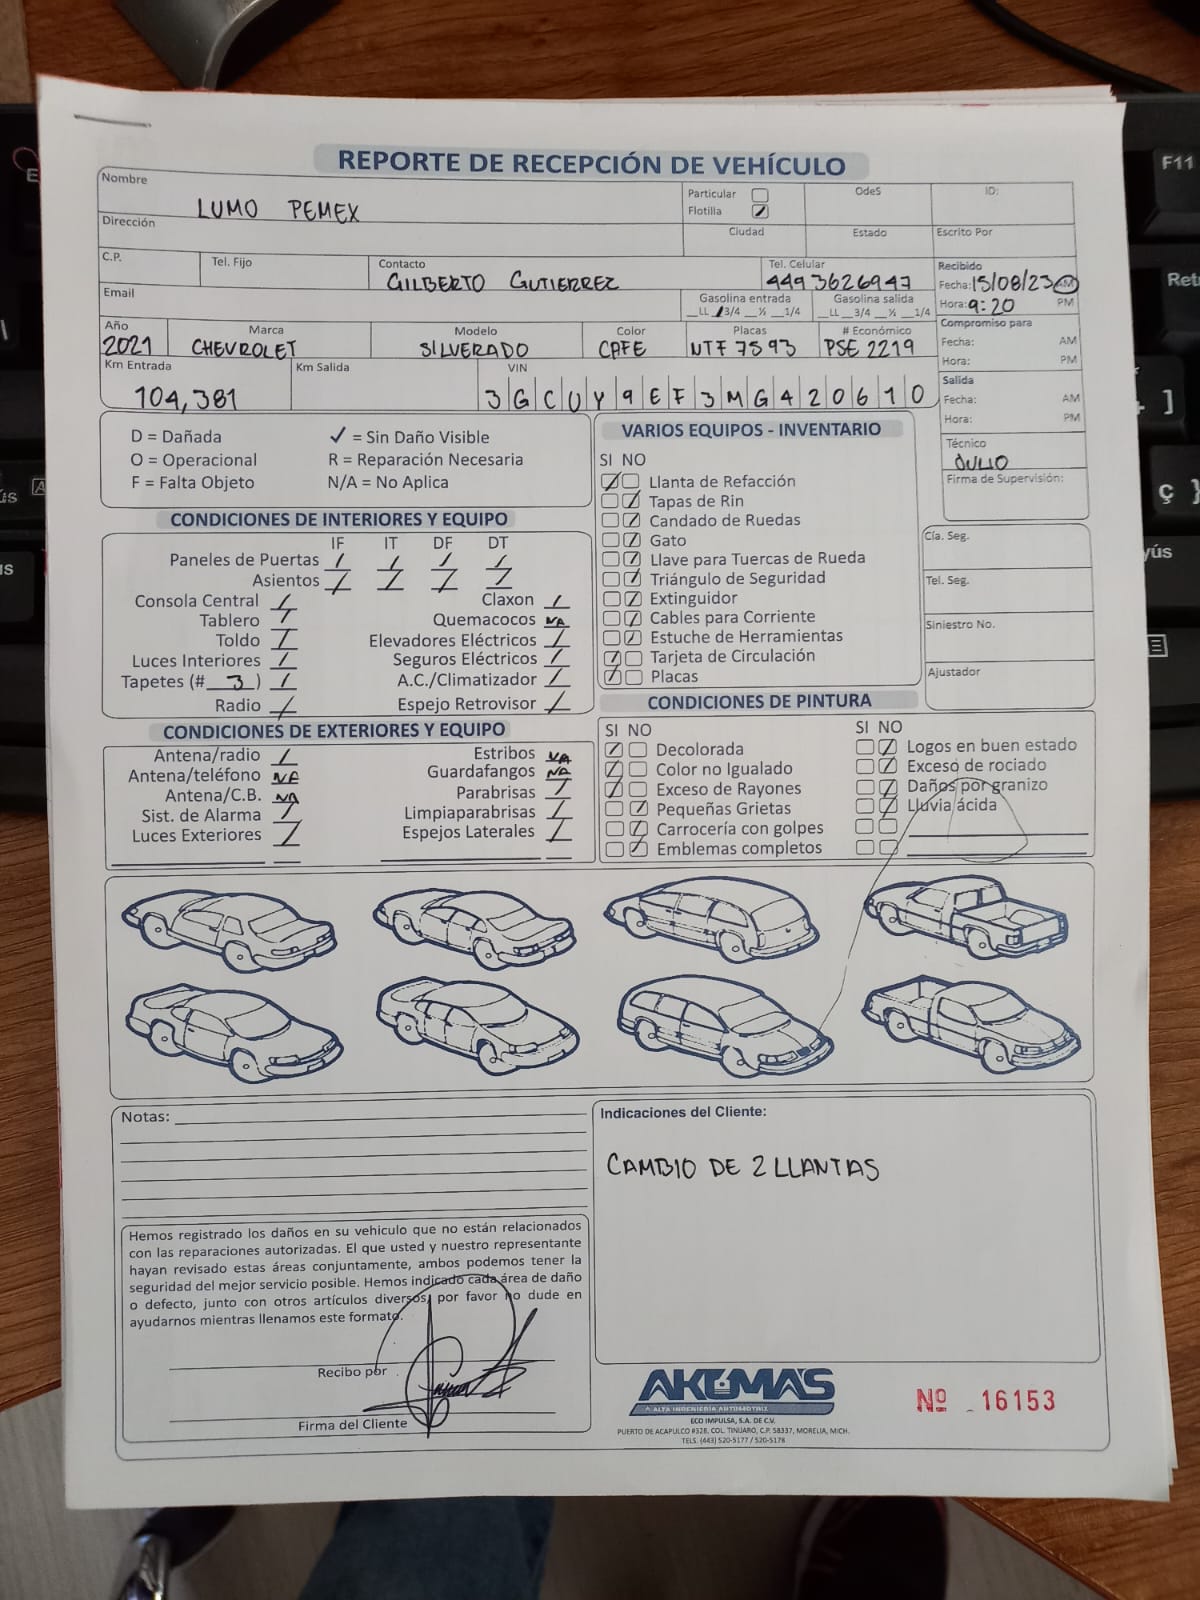 REPORTE DE RECEPCIÓN DE VEHÍCULO
Nombre
LUMO PEMEX
Particular
Flotilla
OdeS
ID:
Dirección
Ciudad
Estado
Escrito Por
C.P.
Tel. Fijo
Contacto
GILBERTO GUTIERREZ
Tel. Celular
449 3626947
Recibido
Fecha: 15/08/23 AM
Hora: 9:20 PM
Email
Gasolina entrada
__LL __3/4 __½ __1/4
Gasolina salida
__LL __3/4 __½ __1/4
Año
2021
Marca
CHEVROLET
Modelo
SILVERADO
Color
CAFE
Placas
NTF 7593
# Económico
PSE 2219
Compromiso para
Fecha: AM
Hora: PM
Km Entrada
104,381
Km Salida
VIN
3GCUY9EF3MG420610
Salida
Fecha: AM
Hora: PM
Técnico
JULIO
Firma de Supervisión:
D = Dañada
✓ = Sin Daño Visible
O = Operacional
R = Reparación Necesaria
F = Falta Objeto
N/A = No Aplica
CONDICIONES DE INTERIORES Y EQUIPO
IF IT DF DT
Paneles de Puertas
Asientos
Consola Central
Claxon
Tablero
Quemacocos NA
Toldo
Elevadores Eléctricos
Luces Interiores
Seguros Eléctricos
Tapetes (# 3 )
A.C./Climatizador
Radio
Espejo Retrovisor
CONDICIONES DE EXTERIORES Y EQUIPO
Antena/radio
Estribos NA
Antena/teléfono NA
Guardafangos NA
Antena/C.B. NA
Parabrisas
Sist. de Alarma
Limpiaparabrisas
Luces Exteriores
Espejos Laterales
VARIOS EQUIPOS - INVENTARIO
SI NO
Llanta de Refacción
Tapas de Rin
Candado de Ruedas
Gato
Llave para Tuercas de Rueda
Triángulo de Seguridad
Extinguidor
Cables para Corriente
Estuche de Herramientas
Tarjeta de Circulación
Placas
Cía. Seg.
Tel. Seg.
Siniestro No.
Ajustador
CONDICIONES DE PINTURA
SI NO
SI NO
Decolorada
Logos en buen estado
Color no Igualado
Exceso de rociado
Exceso de Rayones
Daños por granizo
Pequeñas Grietas
Lluvia ácida
Carrocería con golpes
Emblemas completos
Notas:
Indicaciones del Cliente:
CAMBIO DE 2 LLANTAS
Hemos registrado los daños en su vehiculo que no están relacionados
con las reparaciones autorizadas. El que usted y nuestro representante
hayan revisado estas áreas conjuntamente, ambos podemos tener la
seguridad del mejor servicio posible. Hemos indicado cada área de daño
o defecto, junto con otros artículos diversos, por favor no dude en
ayudarnos mientras llenamos este formato.
Recibo por
Firma del Cliente
AKUMA'S
ALTA INGENIERÍA AUTOMOTRIZ
ECO IMPULSA, S.A. DE C.V.
PUERTO DE ACAPULCO #328, COL. TINIJARO, C.P. 58337, MORELIA, MICH.
TELS. (443) 520-5177 / 520-5178
Nº 16153
F11